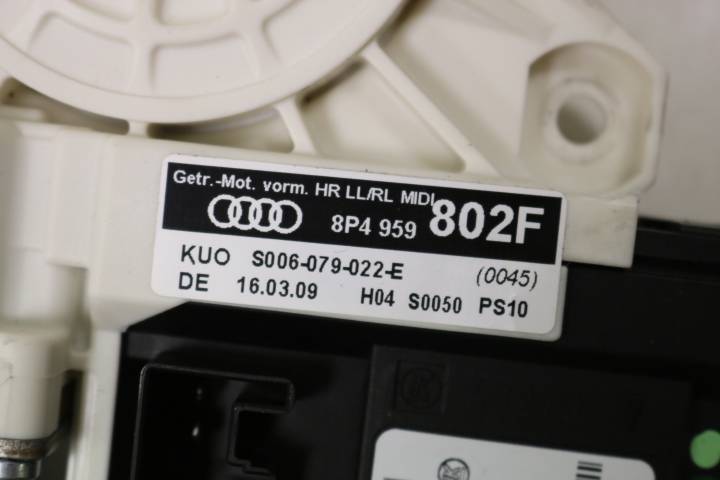 Getr.-Mot. vorm. HR LL/RL MIDI
8P4 959 802F
KUO S006-079-022-E (0045)
DE 16.03.09 H04 S0050 PS10